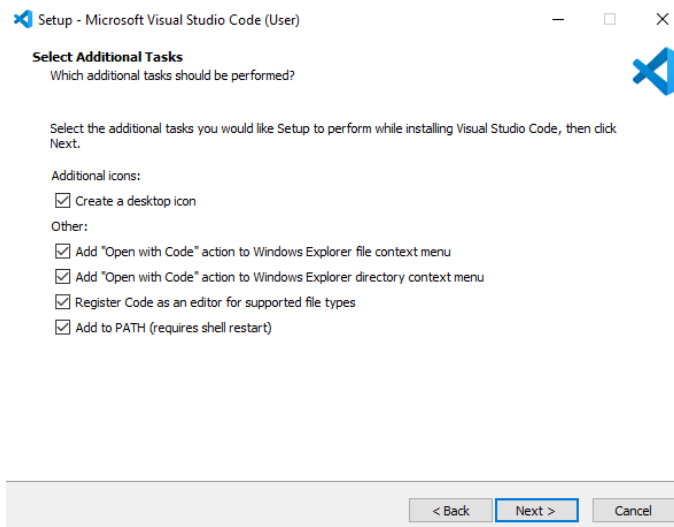 Setup - Microsoft Visual Studio Code (User)
Select Additional Tasks
Which additional tasks should be performed?
Select the additional tasks you would like Setup to perform while installing Visual Studio Code, then click
Next.
Additional icons:
Create a desktop icon
Other:
Add "Open with Code" action to Windows Explorer file context menu
Add "Open with Code" action to Windows Explorer directory context menu
Register Code as an editor for supported file types
Add to PATH (requires shell restart)
< Back Next > Cancel